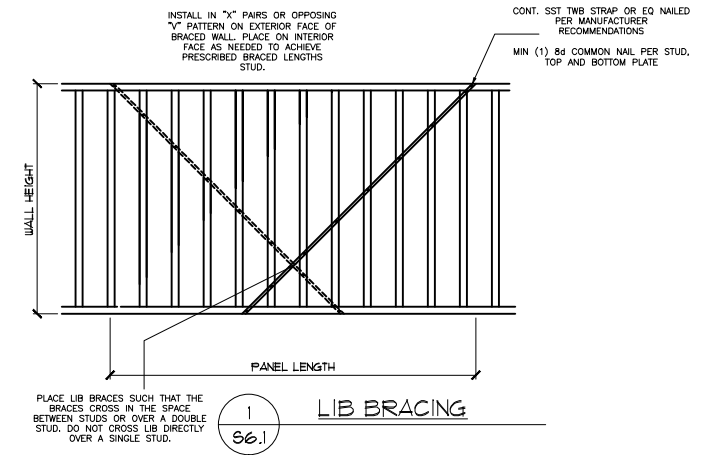 INSTALL IN "X" PAIRS OR OPPOSING
"V" PATTERN ON EXTERIOR FACE OF
BRACED WALL. PLACE ON INTERIOR
FACE AS NEEDED TO ACHIEVE
PRESCRIBED BRACED LENGTHS
STUD.
CONT. SST TWB STRAP OR EQ NAILED
PER MANUFACTURER
RECOMMENDATIONS
MIN (1) 8d COMMON NAIL PER STUD,
TOP AND BOTTOM PLATE
WALL HEIGHT
PANEL LENGTH
PLACE LIB BRACES SUCH THAT THE
BRACES CROSS IN THE SPACE
BETWEEN STUDS OR OVER A DOUBLE
STUD. DO NOT CROSS LIB DIRECTLY
OVER A SINGLE STUD.
1
S6.1
LIB BRACING